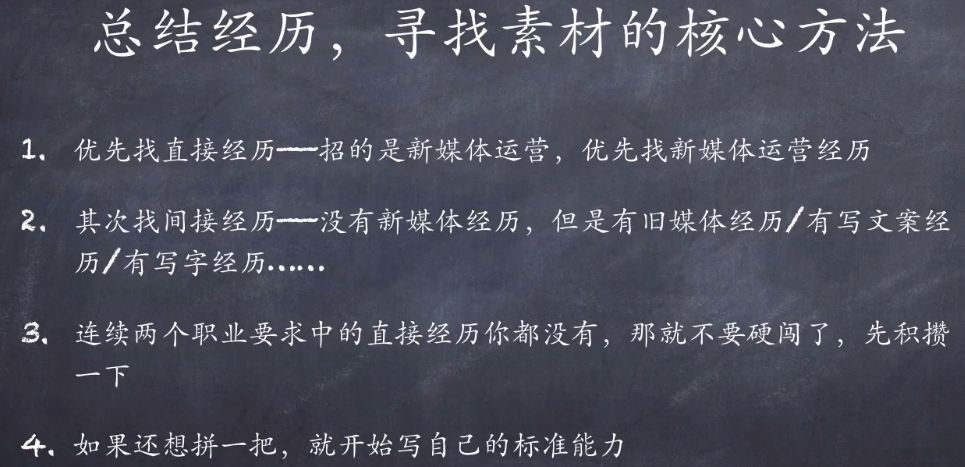 总结经历，寻找素材的核心方法
1. 优先找直接经历——招的是新媒体运营，优先找新媒体运营经历
2. 其次找间接经历——没有新媒体经历，但是有旧媒体经历/有写文案经
历/有写字经历……
3. 连续两个职业要求中的直接经历你都没有，那就不要硬闯了，先积攒
一下
4. 如果还想拼一把，就开始写自己的标准能力